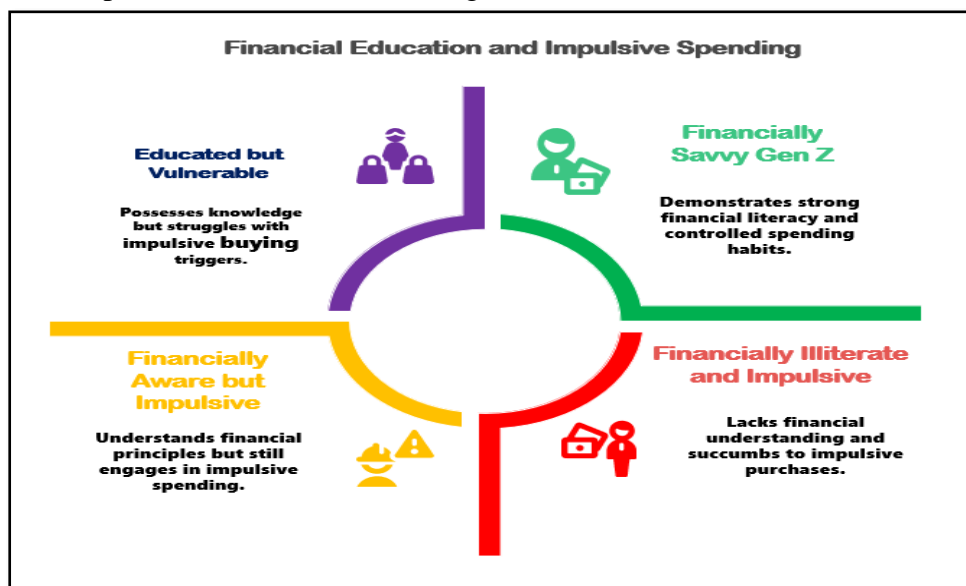 Financial Education and Impulsive Spending
Educated but
Vulnerable
Possesses knowledge
but struggles with
impulsive buying
triggers.
Financially
Savvy Gen Z
Demonstrates strong
financial literacy and
controlled spending
habits.
Financially
Aware but
Impulsive
Understands financial
principles but still
engages in impulsive
spending.
Financially Illiterate
and Impulsive
Lacks financial
understanding and
succumbs to impulsive
purchases.